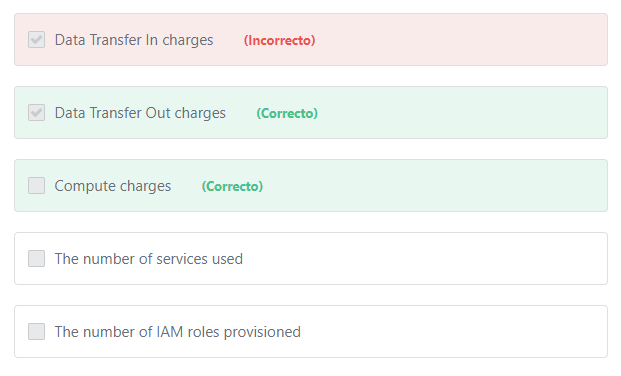 Data Transfer In charges (Incorrecto)
Data Transfer Out charges (Correcto)
Compute charges (Correcto)
The number of services used
The number of IAM roles provisioned